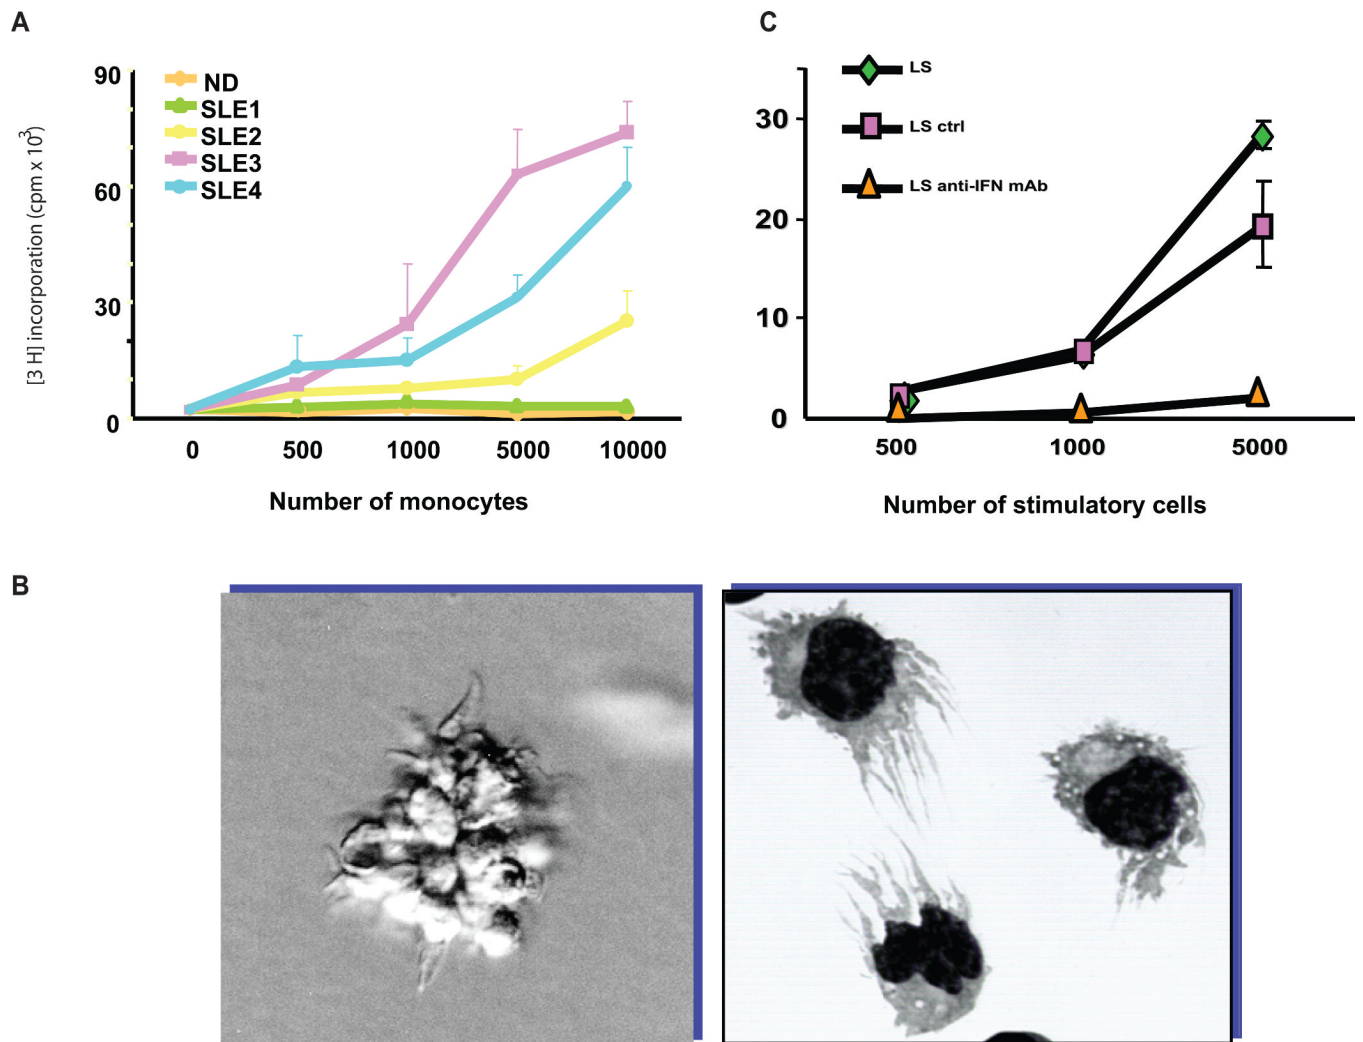 A
90
60
30
0
[3 H] incorporation (cpm x 10³)
ND
SLE1
SLE2
SLE3
SLE4
0 500 1000 5000 10000
Number of monocytes
C
LS
LS ctrl
LS anti-IFN mAb
30
20
10
0
500 1000 5000
Number of stimulatory cells
B